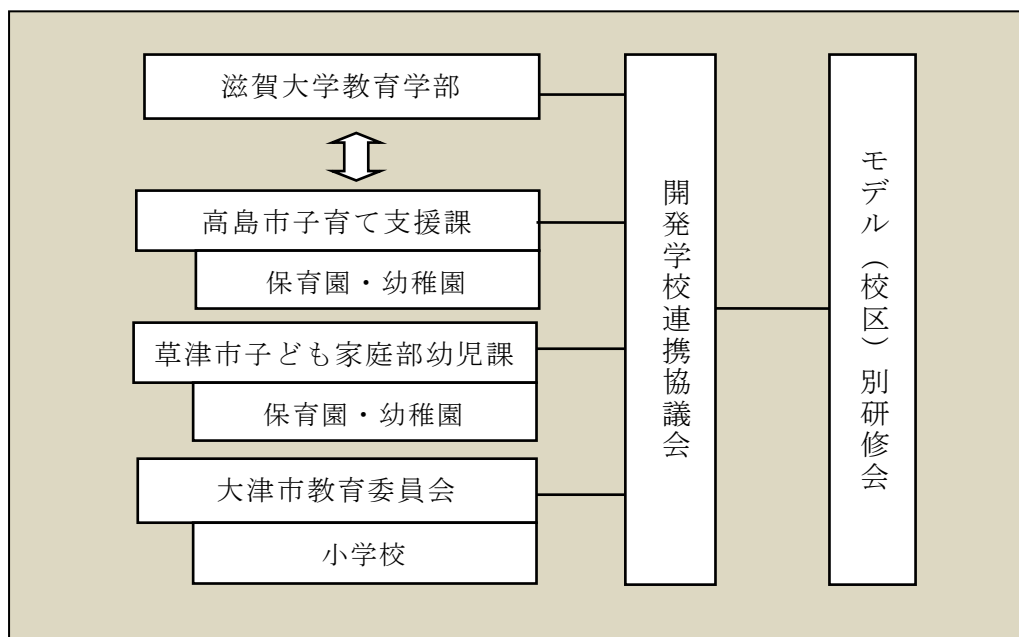 滋賀大学教育学部
高島市子育て支援課
保育園・幼稚園
草津市子ども家庭部幼児課
保育園・幼稚園
大津市教育委員会
小学校
開発学校連携協議会
モデル（校区）別研修会